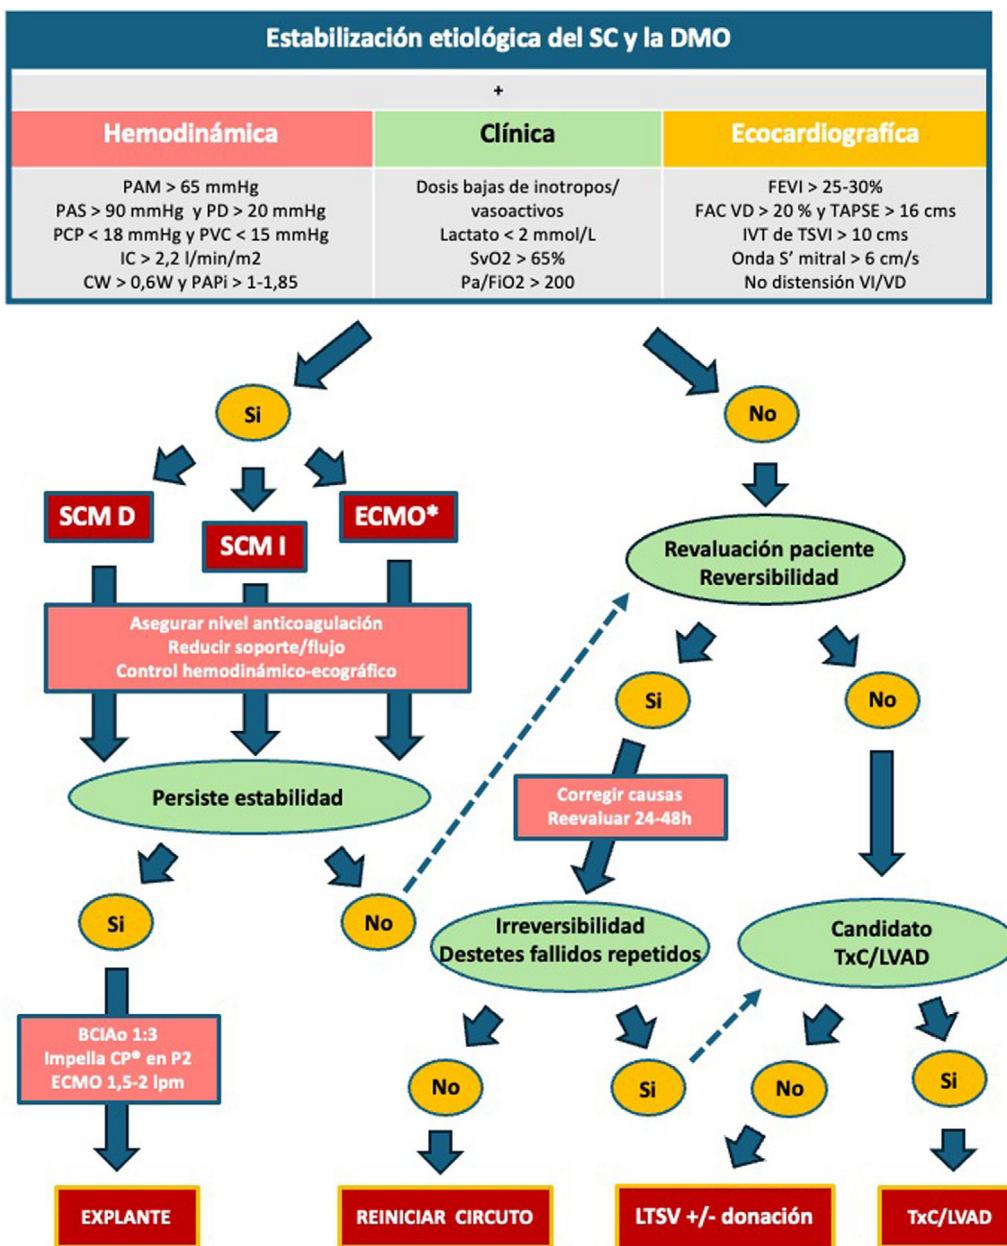 Estabilización etiológica del SC y la DMO
+
Hemodinámica
Clínica
Ecocardiografíca
PAM > 65 mmHg
PAS > 90 mmHg y PD > 20 mmHg
PCP < 18 mmHg y PVC < 15 mmHg
IC > 2,2 l/min/m2
CW > 0,6W y PAPi > 1-1,85
Dosis bajas de inotropos/
vasoactivos
Lactato < 2 mmol/L
SvO2 > 65%
Pa/FiO2 > 200
FEVI > 25-30%
FAC VD > 20 % y TAPSE > 16 cms
IVT de TSVI > 10 cms
Onda S’ mitral > 6 cm/s
No distensión VI/VD
Si
No
SCM D
SCM I
ECMO*
Revaluación paciente
Reversibilidad
Asegurar nivel anticoagulación
Reducir soporte/flujo
Control hemodinámico-ecográfico
Si
No
Persiste estabilidad
Corregir causas
Reevaluar 24-48h
Si
No
Irreversibilidad
Destetes fallidos repetidos
Candidato
TxC/LVAD
BCIAo 1:3
Impella CP® en P2
ECMO 1,5-2 lpm
No
Si
No
Si
EXPLANTE
REINICIAR CIRCUTO
LTSV +/- donación
TxC/LVAD